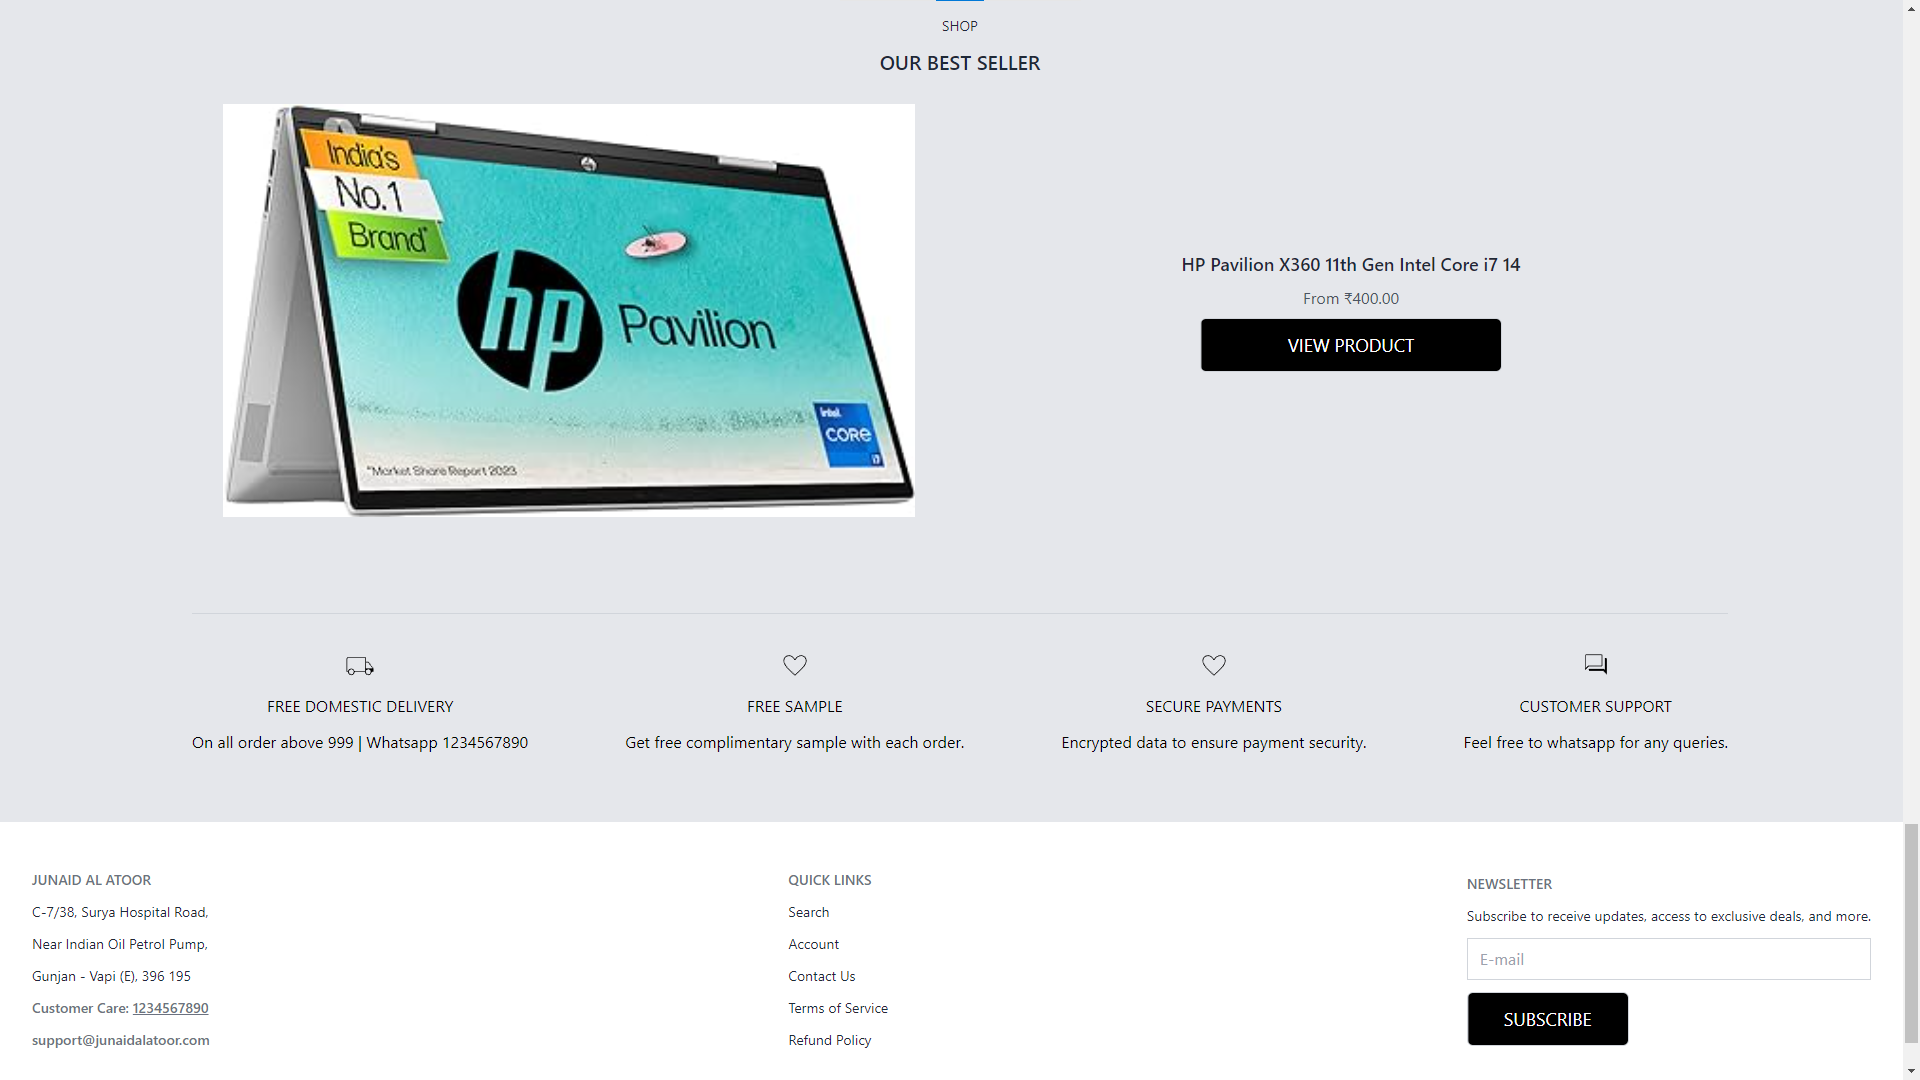 SHOP
OUR BEST SELLER
India's
No.1
Brand*
hp
Pavilion
intel
CORE
i7
*Market Share Report 2023
HP Pavilion X360 11th Gen Intel Core i7 14
From ₹400.00
VIEW PRODUCT
FREE DOMESTIC DELIVERY
On all order above 999 | Whatsapp 1234567890
FREE SAMPLE
Get free complimentary sample with each order.
SECURE PAYMENTS
Encrypted data to ensure payment security.
CUSTOMER SUPPORT
Feel free to whatsapp for any queries.
JUNAID AL ATOOR
C-7/38, Surya Hospital Road,
Near Indian Oil Petrol Pump,
Gunjan - Vapi (E), 396 195
Customer Care: 1234567890
support@junaidalatoor.com
QUICK LINKS
Search
Account
Contact Us
Terms of Service
Refund Policy
NEWSLETTER
Subscribe to receive updates, access to exclusive deals, and more.
E-mail
SUBSCRIBE